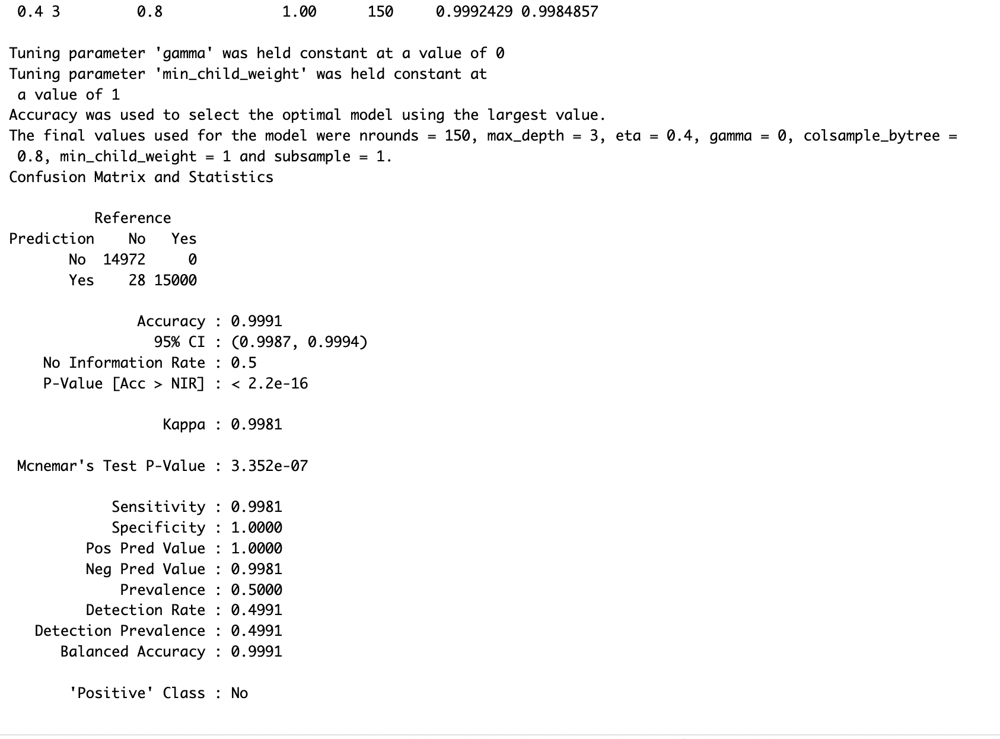 0.4 3 0.8 1.00 150 0.9992429 0.9984857
Tuning parameter 'gamma' was held constant at a value of 0
Tuning parameter 'min_child_weight' was held constant at
a value of 1
Accuracy was used to select the optimal model using the largest value.
The final values used for the model were nrounds = 150, max_depth = 3, eta = 0.4, gamma = 0, colsample_bytree =
0.8, min_child_weight = 1 and subsample = 1.
Confusion Matrix and Statistics
Reference
Prediction No Yes
No 14972 0
Yes 28 15000
Accuracy : 0.9991
95% CI : (0.9987, 0.9994)
No Information Rate : 0.5
P-Value [Acc > NIR] : < 2.2e-16
Kappa : 0.9981
Mcnemar's Test P-Value : 3.352e-07
Sensitivity : 0.9981
Specificity : 1.0000
Pos Pred Value : 1.0000
Neg Pred Value : 0.9981
Prevalence : 0.5000
Detection Rate : 0.4991
Detection Prevalence : 0.4991
Balanced Accuracy : 0.9991
'Positive' Class : No